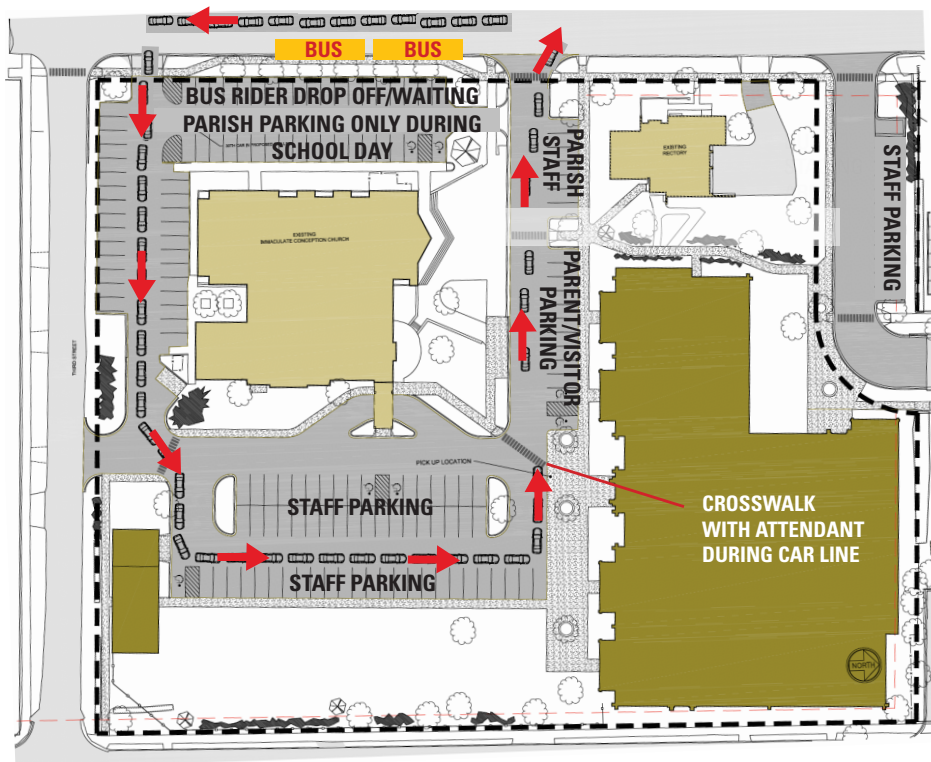 BUS
BUS
BUS RIDER DROP OFF/WAITING
PARISH PARKING ONLY DURING
SCHOOL DAY
PARISH
STAFF
EXISTING
RECTORY
STAFF PARKING
EXISTING
IMMACULATE CONCEPTION CHURCH
PARENT/VISITOR
PARKING
THIRD STREET
PICK UP LOCATION
STAFF PARKING
CROSSWALK
WITH ATTENDANT
DURING CAR LINE
STAFF PARKING
NORTH